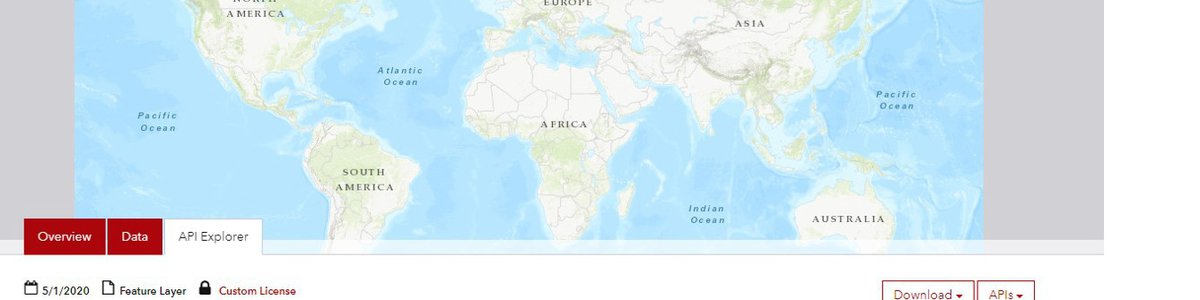 NORTH
AMERICA
EUROPE
ASIA
Atlantic
Ocean
Pacific
Ocean
Pacific
Ocean
AFRICA
SOUTH
AMERICA
Indian
Ocean
AUSTRALIA
Overview
Data
API Explorer
5/1/2020
Feature Layer
Custom License
Download
APIs